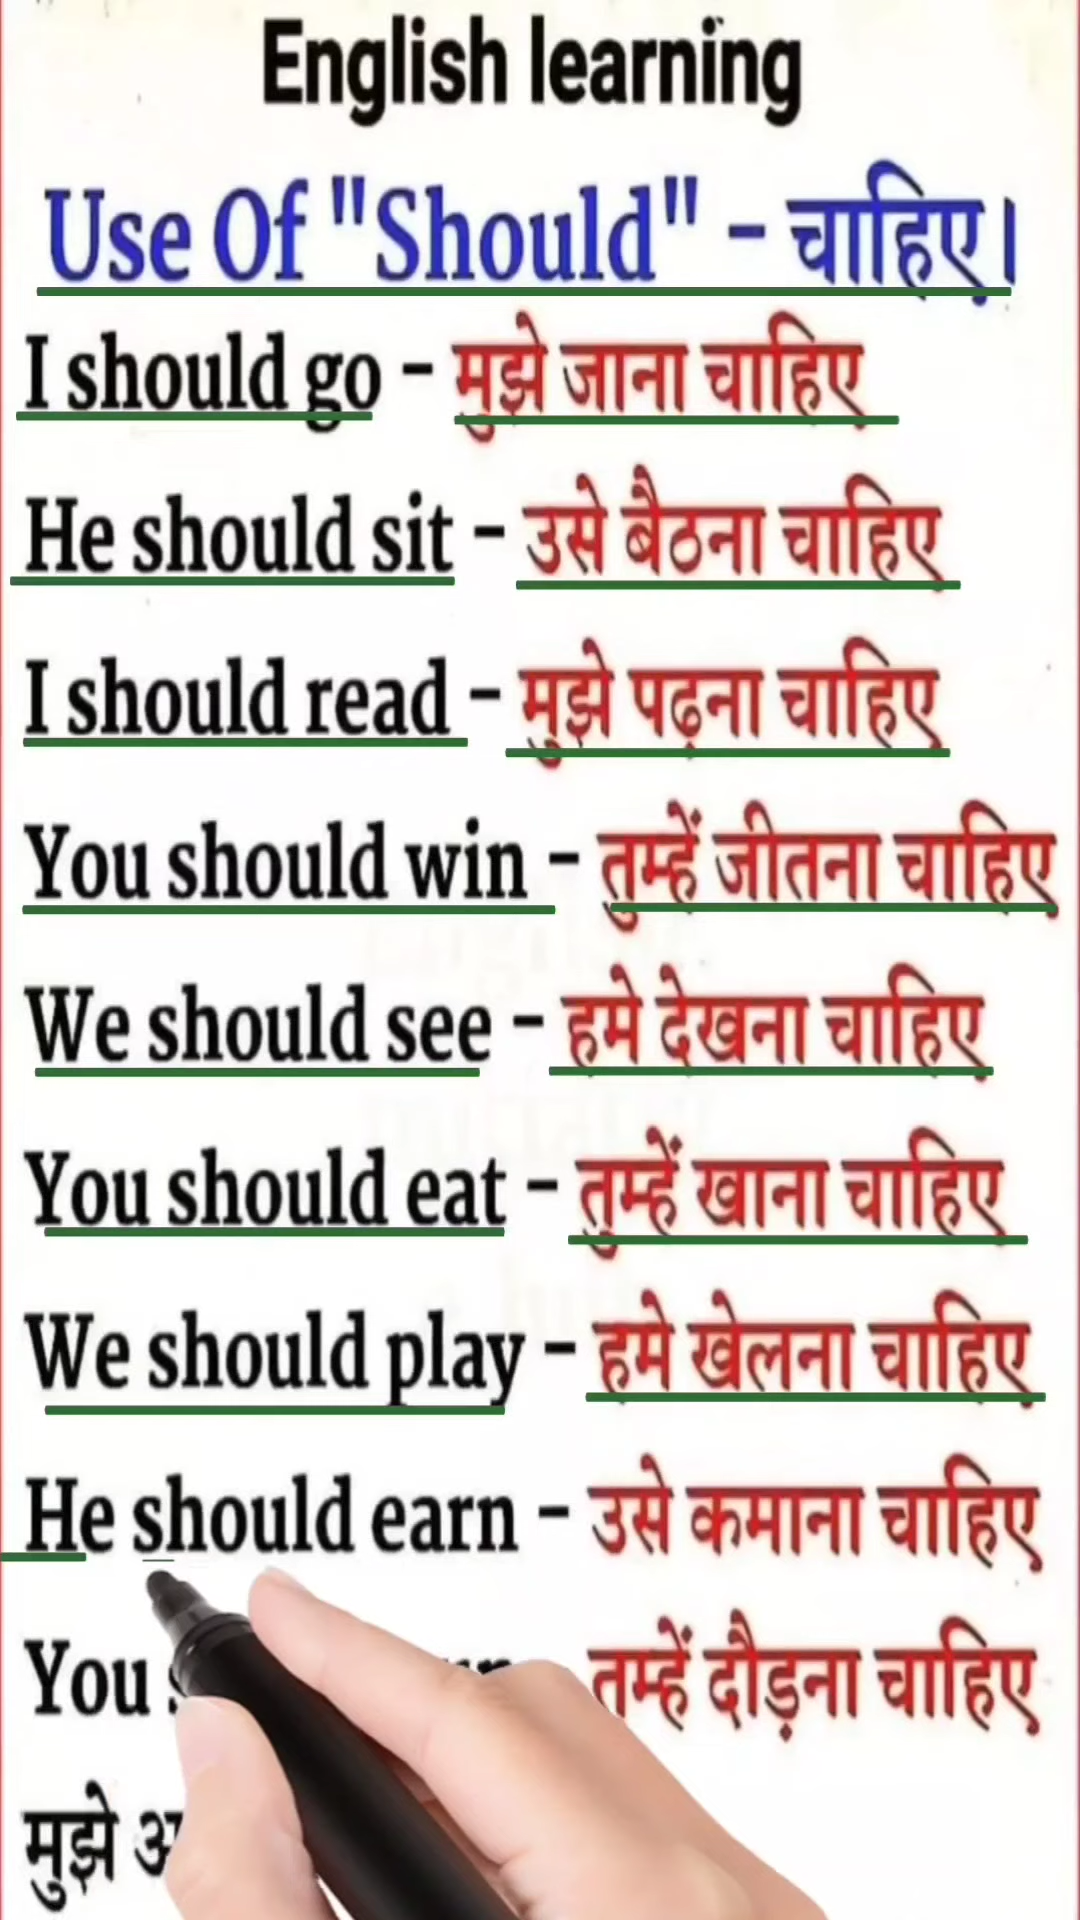 English learning
Use Of "Should" - चाहिए।
I should go - मुझे जाना चाहिए
He should sit - उसे बैठना चाहिए
I should read - मुझे पढ़ना चाहिए
You should win - तुम्हें जीतना चाहिए
We should see - हमे देखना चाहिए
You should eat - तुम्हें खाना चाहिए
We should play - हमे खेलना चाहिए
He should earn - उसे कमाना चाहिए
You दौड़ना चाहिए
मुझे